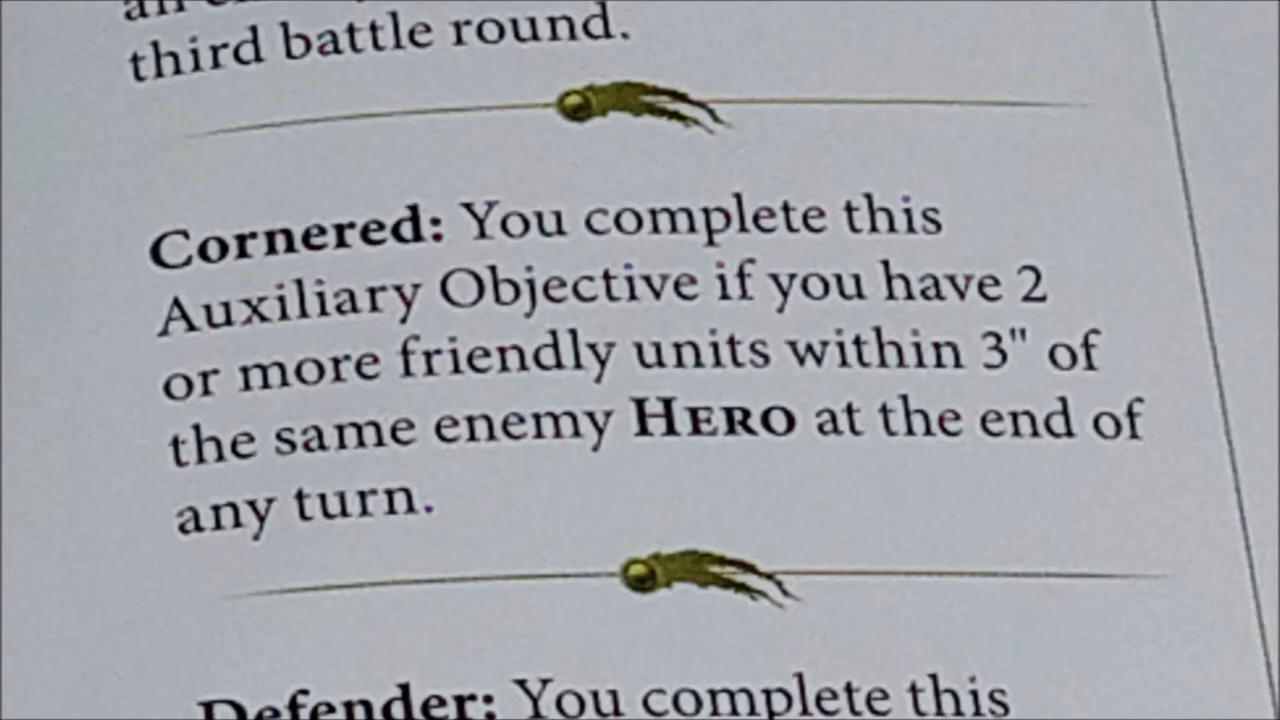 third battle round.
Cornered: You complete this
Auxiliary Objective if you have 2
or more friendly units within 3" of
the same enemy HERO at the end of
any turn.
Defender: You complete this